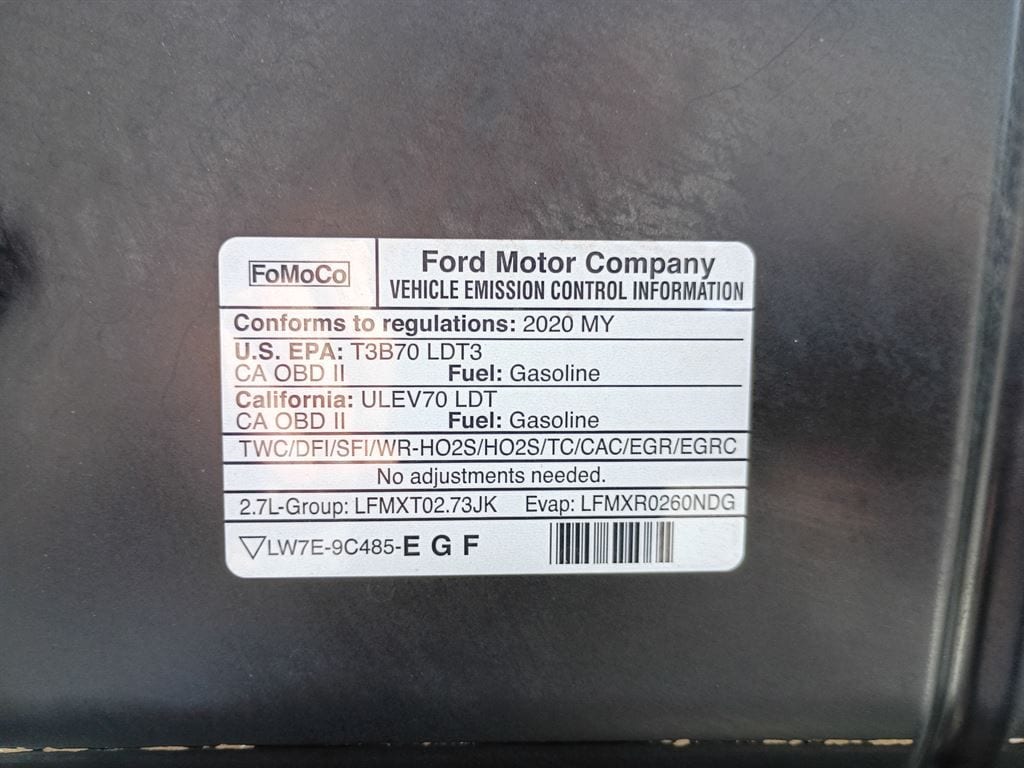 FoMoCo
Ford Motor Company
VEHICLE EMISSION CONTROL INFORMATION
Conforms to regulations: 2020 MY
U.S. EPA: T3B70 LDT3
CA OBD II Fuel: Gasoline
California: ULEV70 LDT
CA OBD II Fuel: Gasoline
TWC/DFI/SFI/WR-HO2S/HO2S/TC/CAC/EGR/EGRC
No adjustments needed.
2.7L-Group: LFMXT02.73JK Evap: LFMXR0260NDG
▽LW7E-9C485-E G F